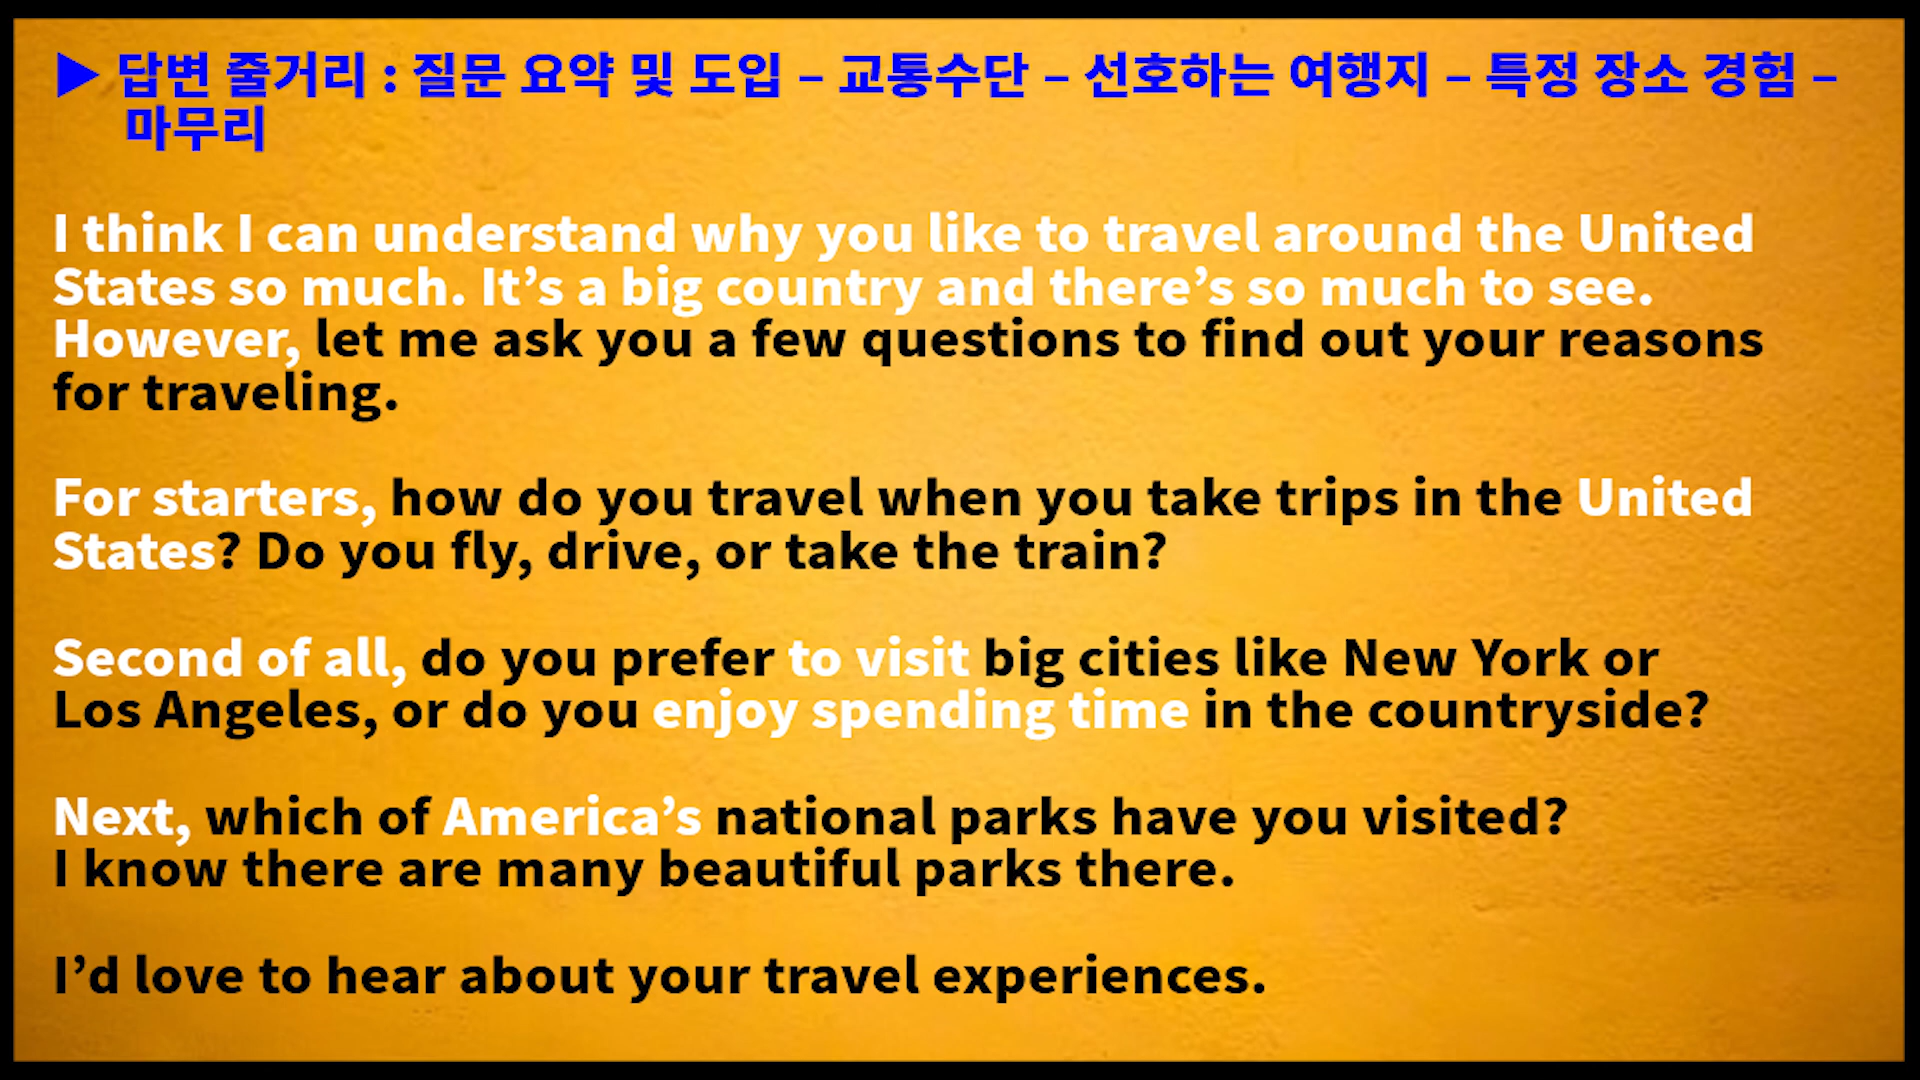 ▶ 답변 줄거리 : 질문 요약 및 도입 – 교통수단 – 선호하는 여행지 – 특정 장소 경험 –
마무리
I think I can understand why you like to travel around the United
States so much. It’s a big country and there’s so much to see.
However, let me ask you a few questions to find out your reasons
for traveling.
For starters, how do you travel when you take trips in the United
States? Do you fly, drive, or take the train?
Second of all, do you prefer to visit big cities like New York or
Los Angeles, or do you enjoy spending time in the countryside?
Next, which of America’s national parks have you visited?
I know there are many beautiful parks there.
I’d love to hear about your travel experiences.